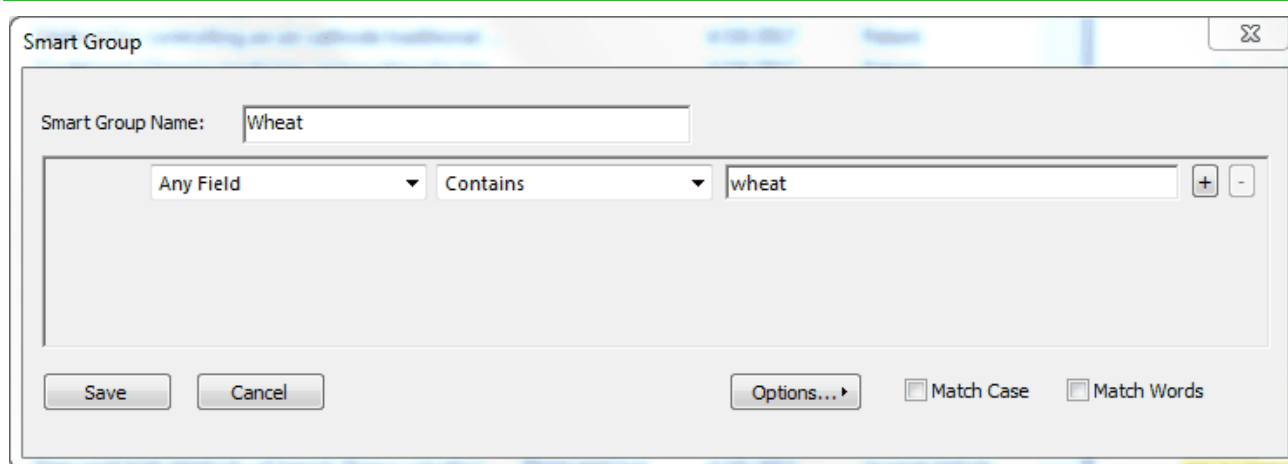 Smart Group
Smart Group Name: Wheat
Any Field Contains wheat + -
Save Cancel Options... Match Case Match Words